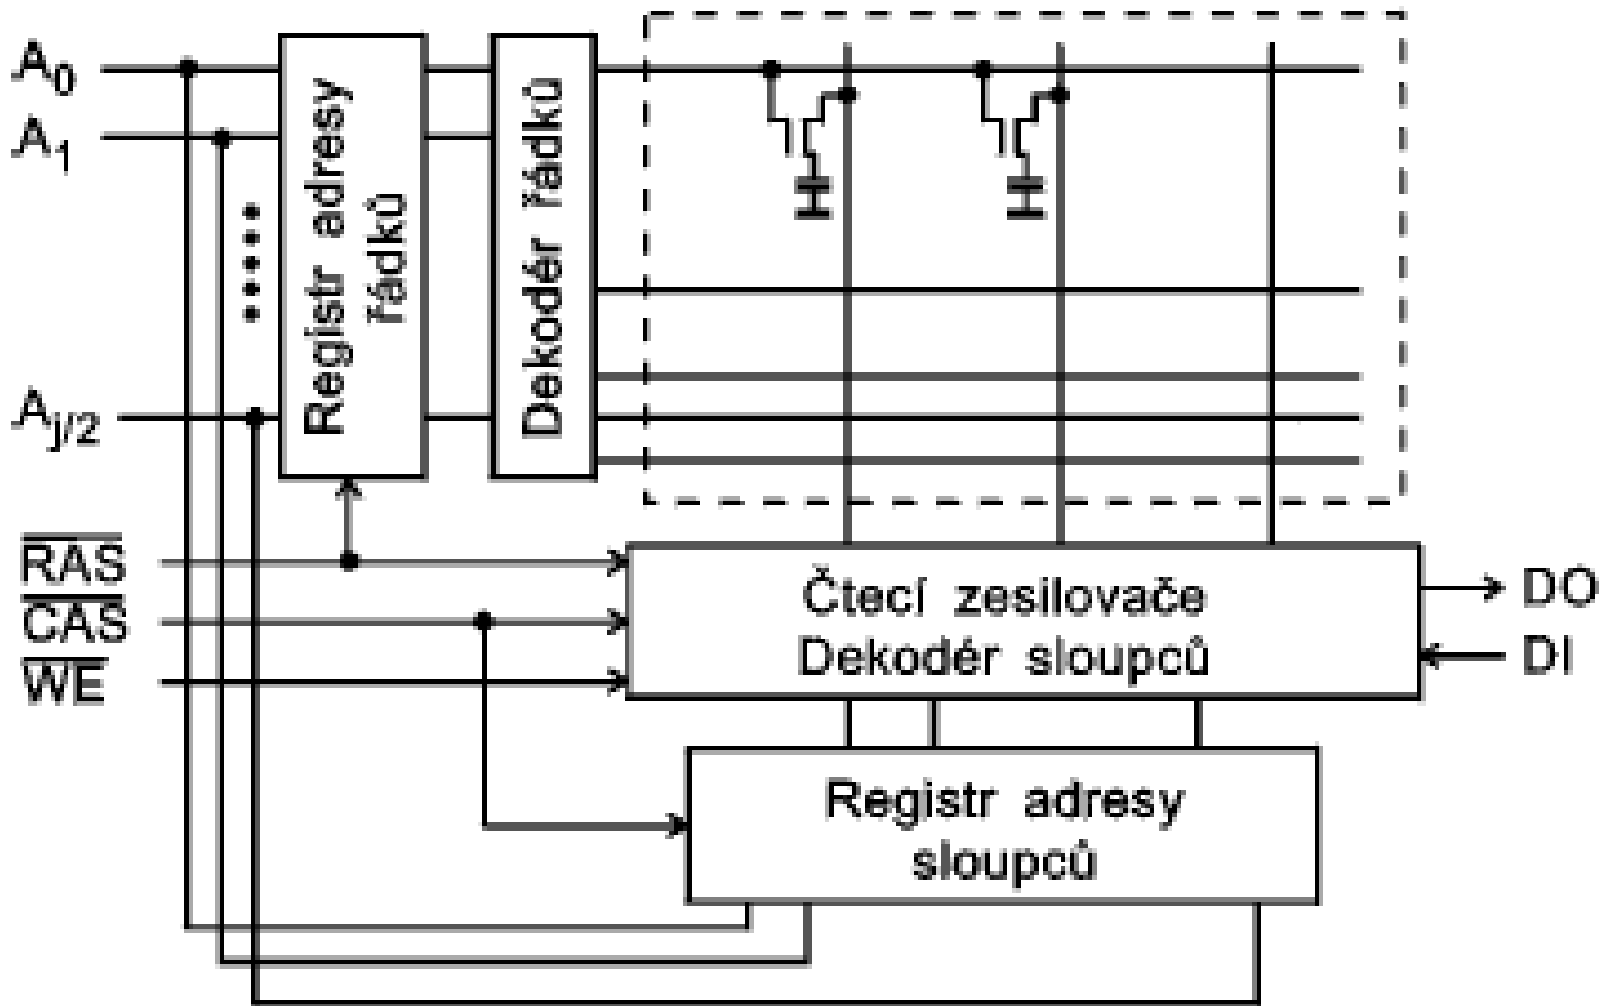 A0
A1
Aj/2
Registr adresy
řádků
Dekodér řádků
RAS
CAS
WE
Čtecí zesilovače
Dekodér sloupců
DO
DI
Registr adresy
sloupců